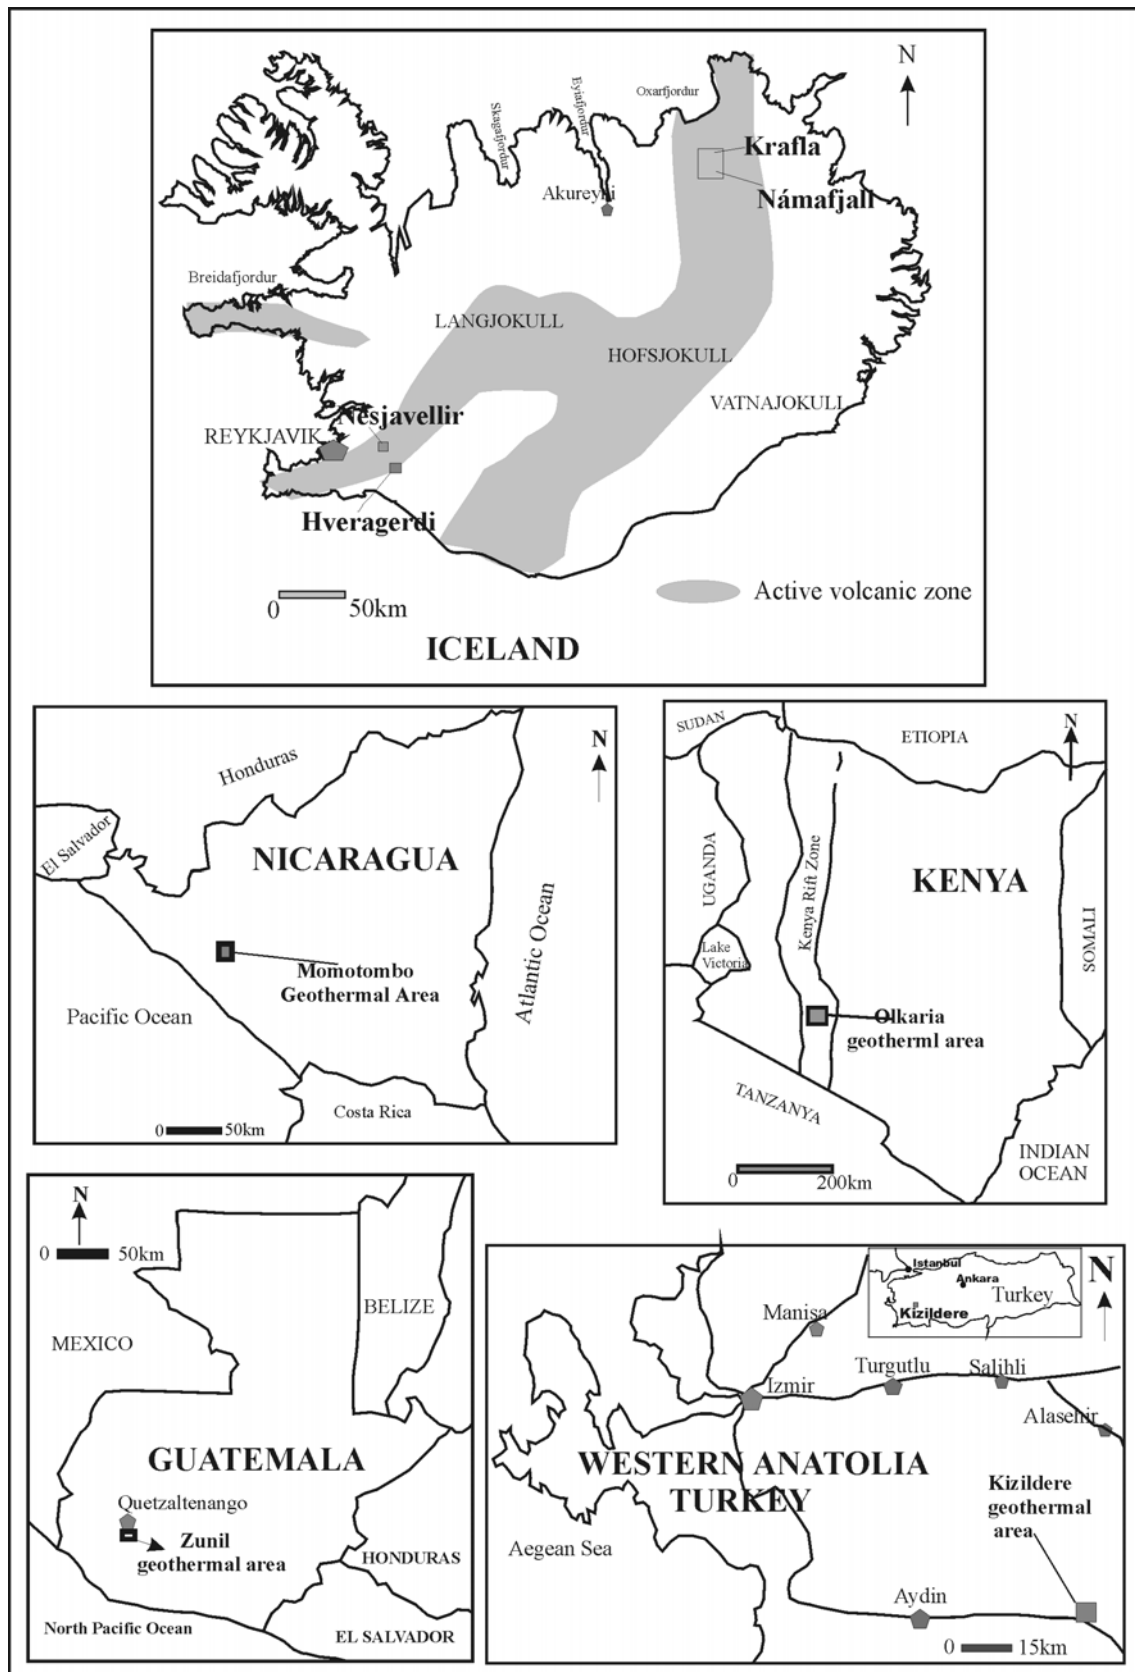 N
Oxarfjordur
Eyiafjordur
Skagafjordur
Krafla
Akureyri
Námafjall
Breidafjordur
LANGJOKULL
HOFSJOKULL
VATNAJOKULI
Nesjavellir
REYKJAVIK
Hveragerdi
0 50km
Active volcanic zone
ICELAND
N
Honduras
El Salvador
NICARAGUA
Atlantic Ocean
Momotombo
Geothermal Area
Pacific Ocean
Costa Rica
0 50km
SUDAN
N
ETIOPIA
UGANDA
Kenya Rift Zone
KENYA
SOMALI
Lake
Victoria
Olkaria
geotherml area
TANZANYA
INDIAN
OCEAN
0 200km
N
0 50km
BELIZE
MEXICO
GUATEMALA
Quetzaltenango
Zunil
geothermal area
HONDURAS
North Pacific Ocean
EL SALVADOR
Istanbul
Ankara
Turkey
Kizildere
N
Manisa
Turgutlu
Salihli
Izmir
Alasehir
WESTERN ANATOLIA
TURKEY
Kizildere
geothermal
area
Aegean Sea
Aydin
0 15km